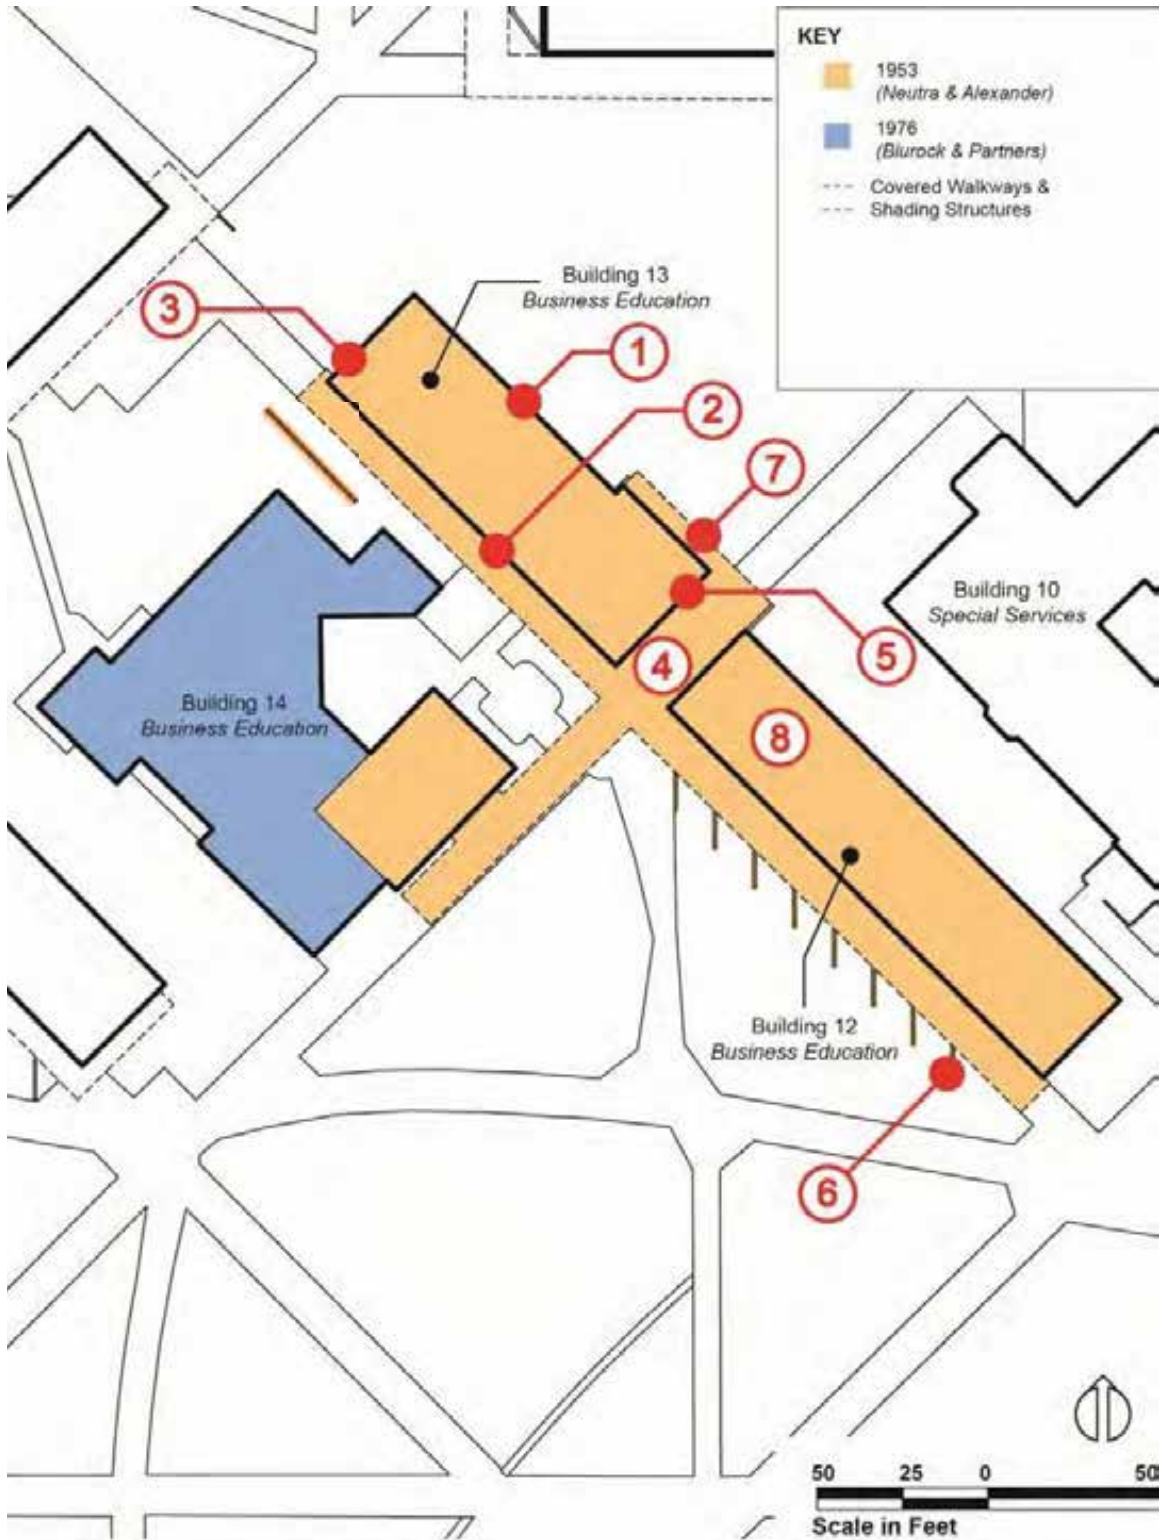 KEY
1953
(Neutra & Alexander)
1976
(Blurock & Partners)
Covered Walkways &
Shading Structures
Building 13
Business Education
3
1
2
7
Building 10
Special Services
5
4
Building 14
Business Education
8
Building 12
Business Education
6
50 25 0 50
Scale in Feet